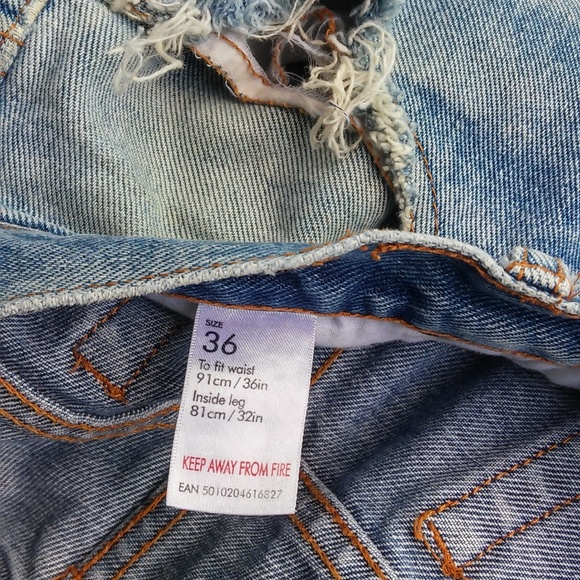 SIZE
36
To fit waist
91cm/36in
Inside leg
81cm/32in
KEEP AWAY FROM FIRE
EAN 5010204616827